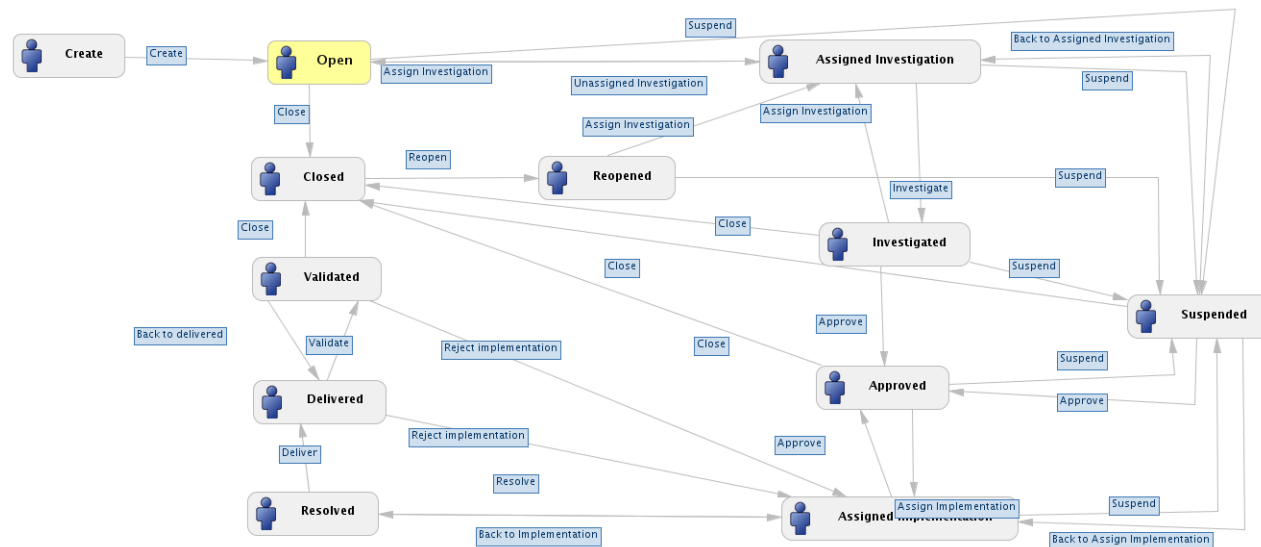 Suspend
Back to Assigned Investigation
Create
Create
Open
Assigned Investigation
Assign Investigation
Suspend
Unassigned Investigation
Close
Assign Investigation
Assign Investigation
Reopen
Closed
Reopened
Suspend
Investigate
Close
Close
Investigated
Close
Suspend
Validated
Suspended
Approve
Back to delivered
Validate
Reject implementation
Close
Suspend
Approved
Delivered
Approve
Reject implementation
Approve
Deliver
Resolve
Resolved
Assign Implementation
Suspend
Assigned Implementation
Back to Implementation
Back to Assign Implementation